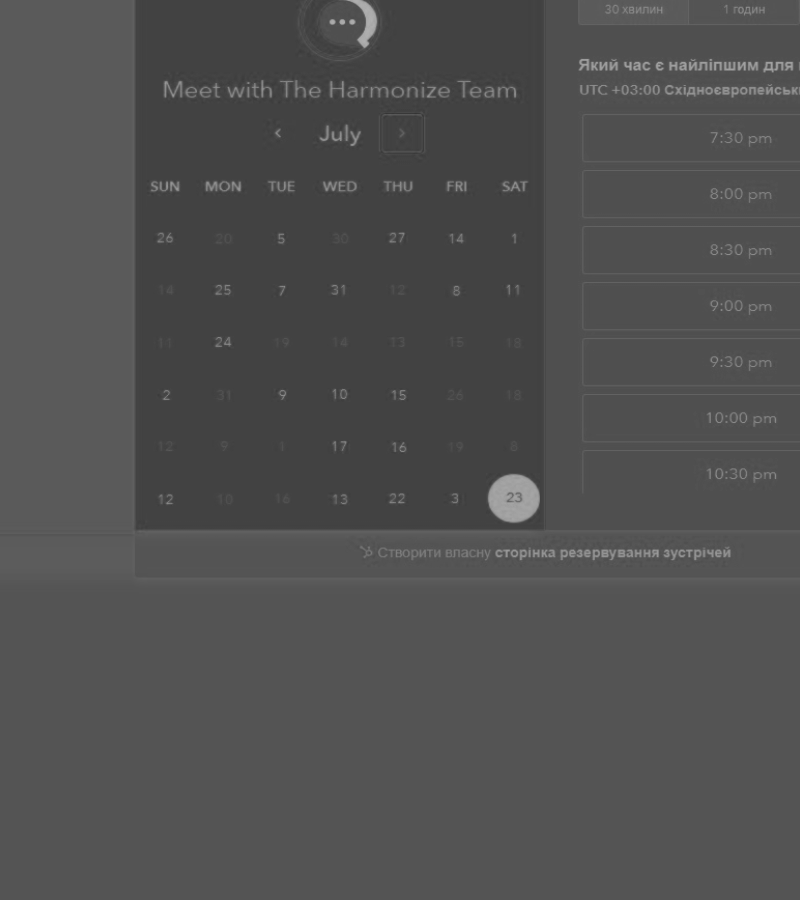 30 хвилин 1 годин
Який час є найліпшим для
UTC +03:00 Східноєвропейськ
Meet with The Harmonize Team
July
SUN MON TUE WED THU FRI SAT
26 20 5 30 27 14 1
14 25 7 31 12 8 11
11 24 19 14 13 15 18
2 31 9 10 15 26 18
12 9 1 17 16 19 8
12 10 16 13 22 3 23
7:30 pm
8:00 pm
8:30 pm
9:00 pm
9:30 pm
10:00 pm
10:30 pm
Створити власну сторінка резервування зустрічей